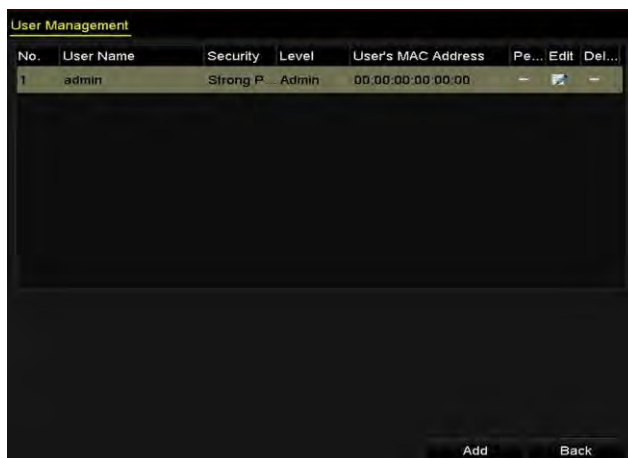 User Management
No. User Name Security Level User's MAC Address Pe... Edit Del...
1 admin Strong P... Admin 00:00:00:00:00:00 – –
Add Back